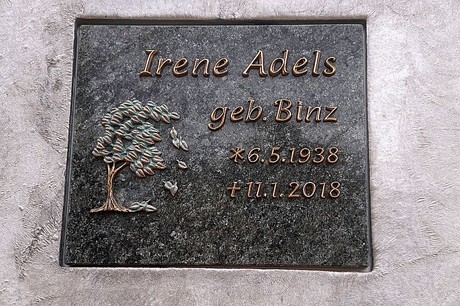 Irene Adels
geb. Binz
*6.5.1938
†11.1.2018